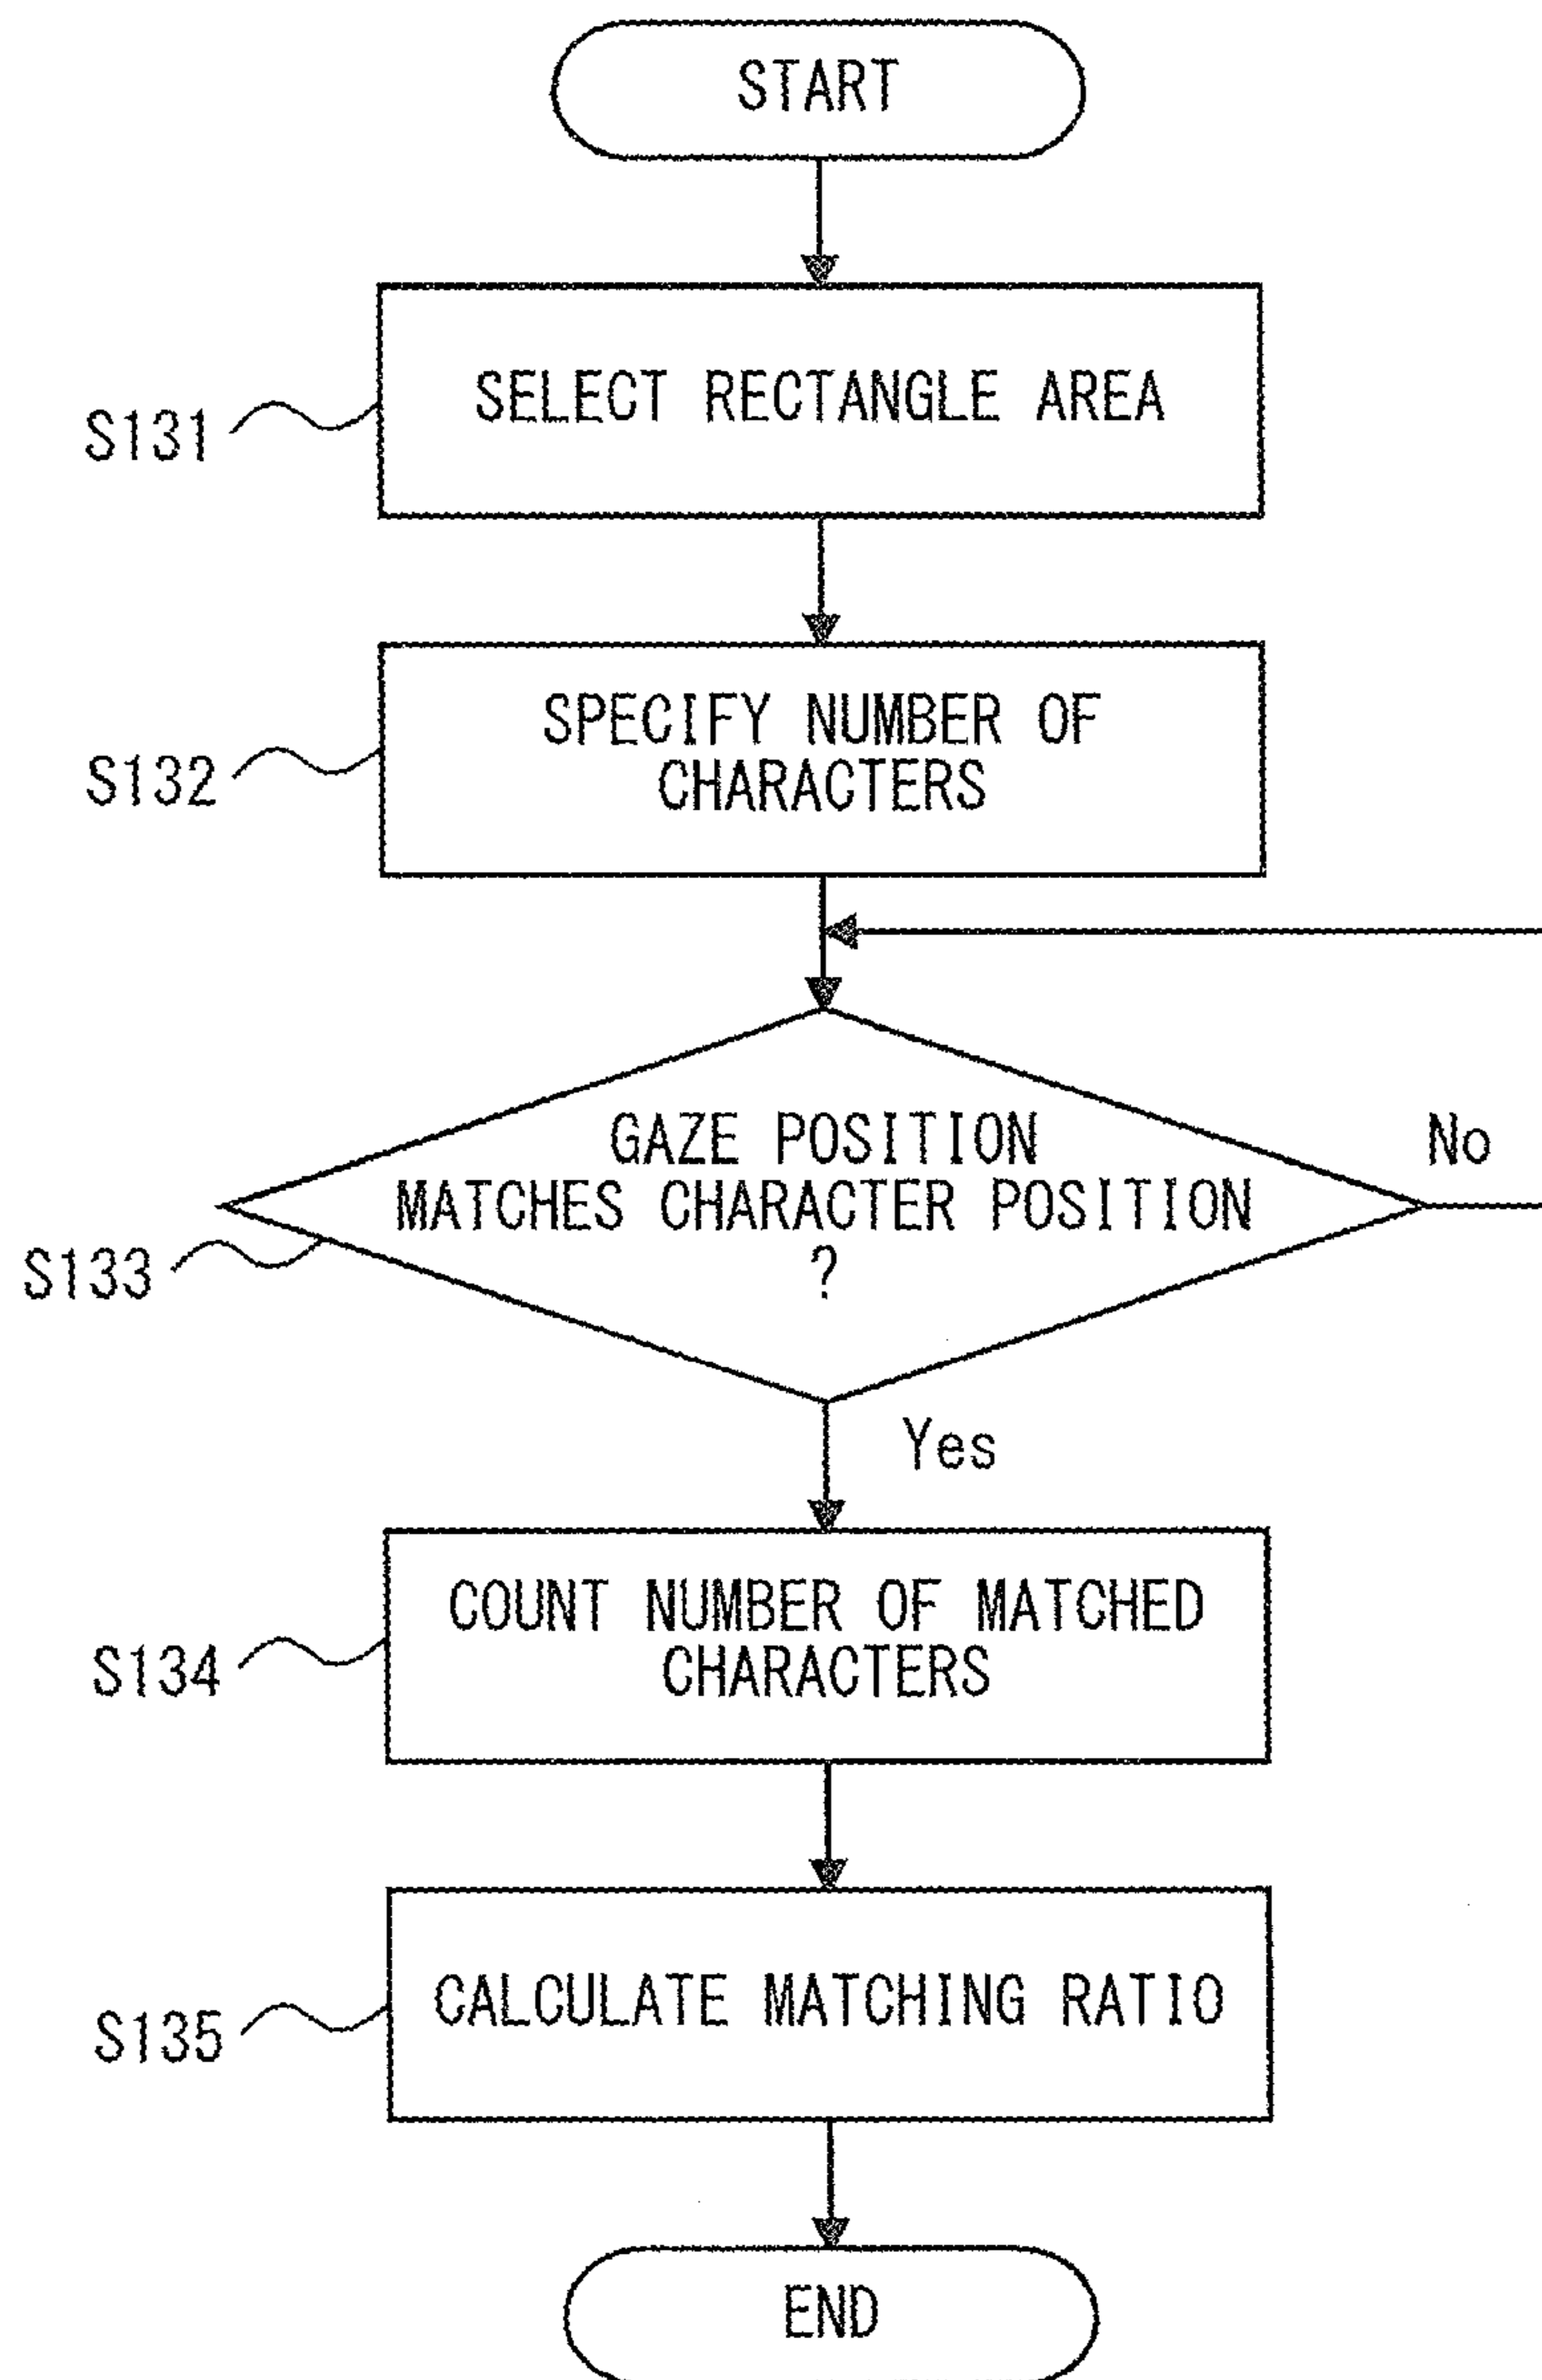 START
S131
SELECT RECTANGLE AREA
S132
SPECIFY NUMBER OF
CHARACTERS
GAZE POSITION
MATCHES CHARACTER POSITION
?
No
S133
Yes
S134
COUNT NUMBER OF MATCHED
CHARACTERS
S135
CALCULATE MATCHING RATIO
END